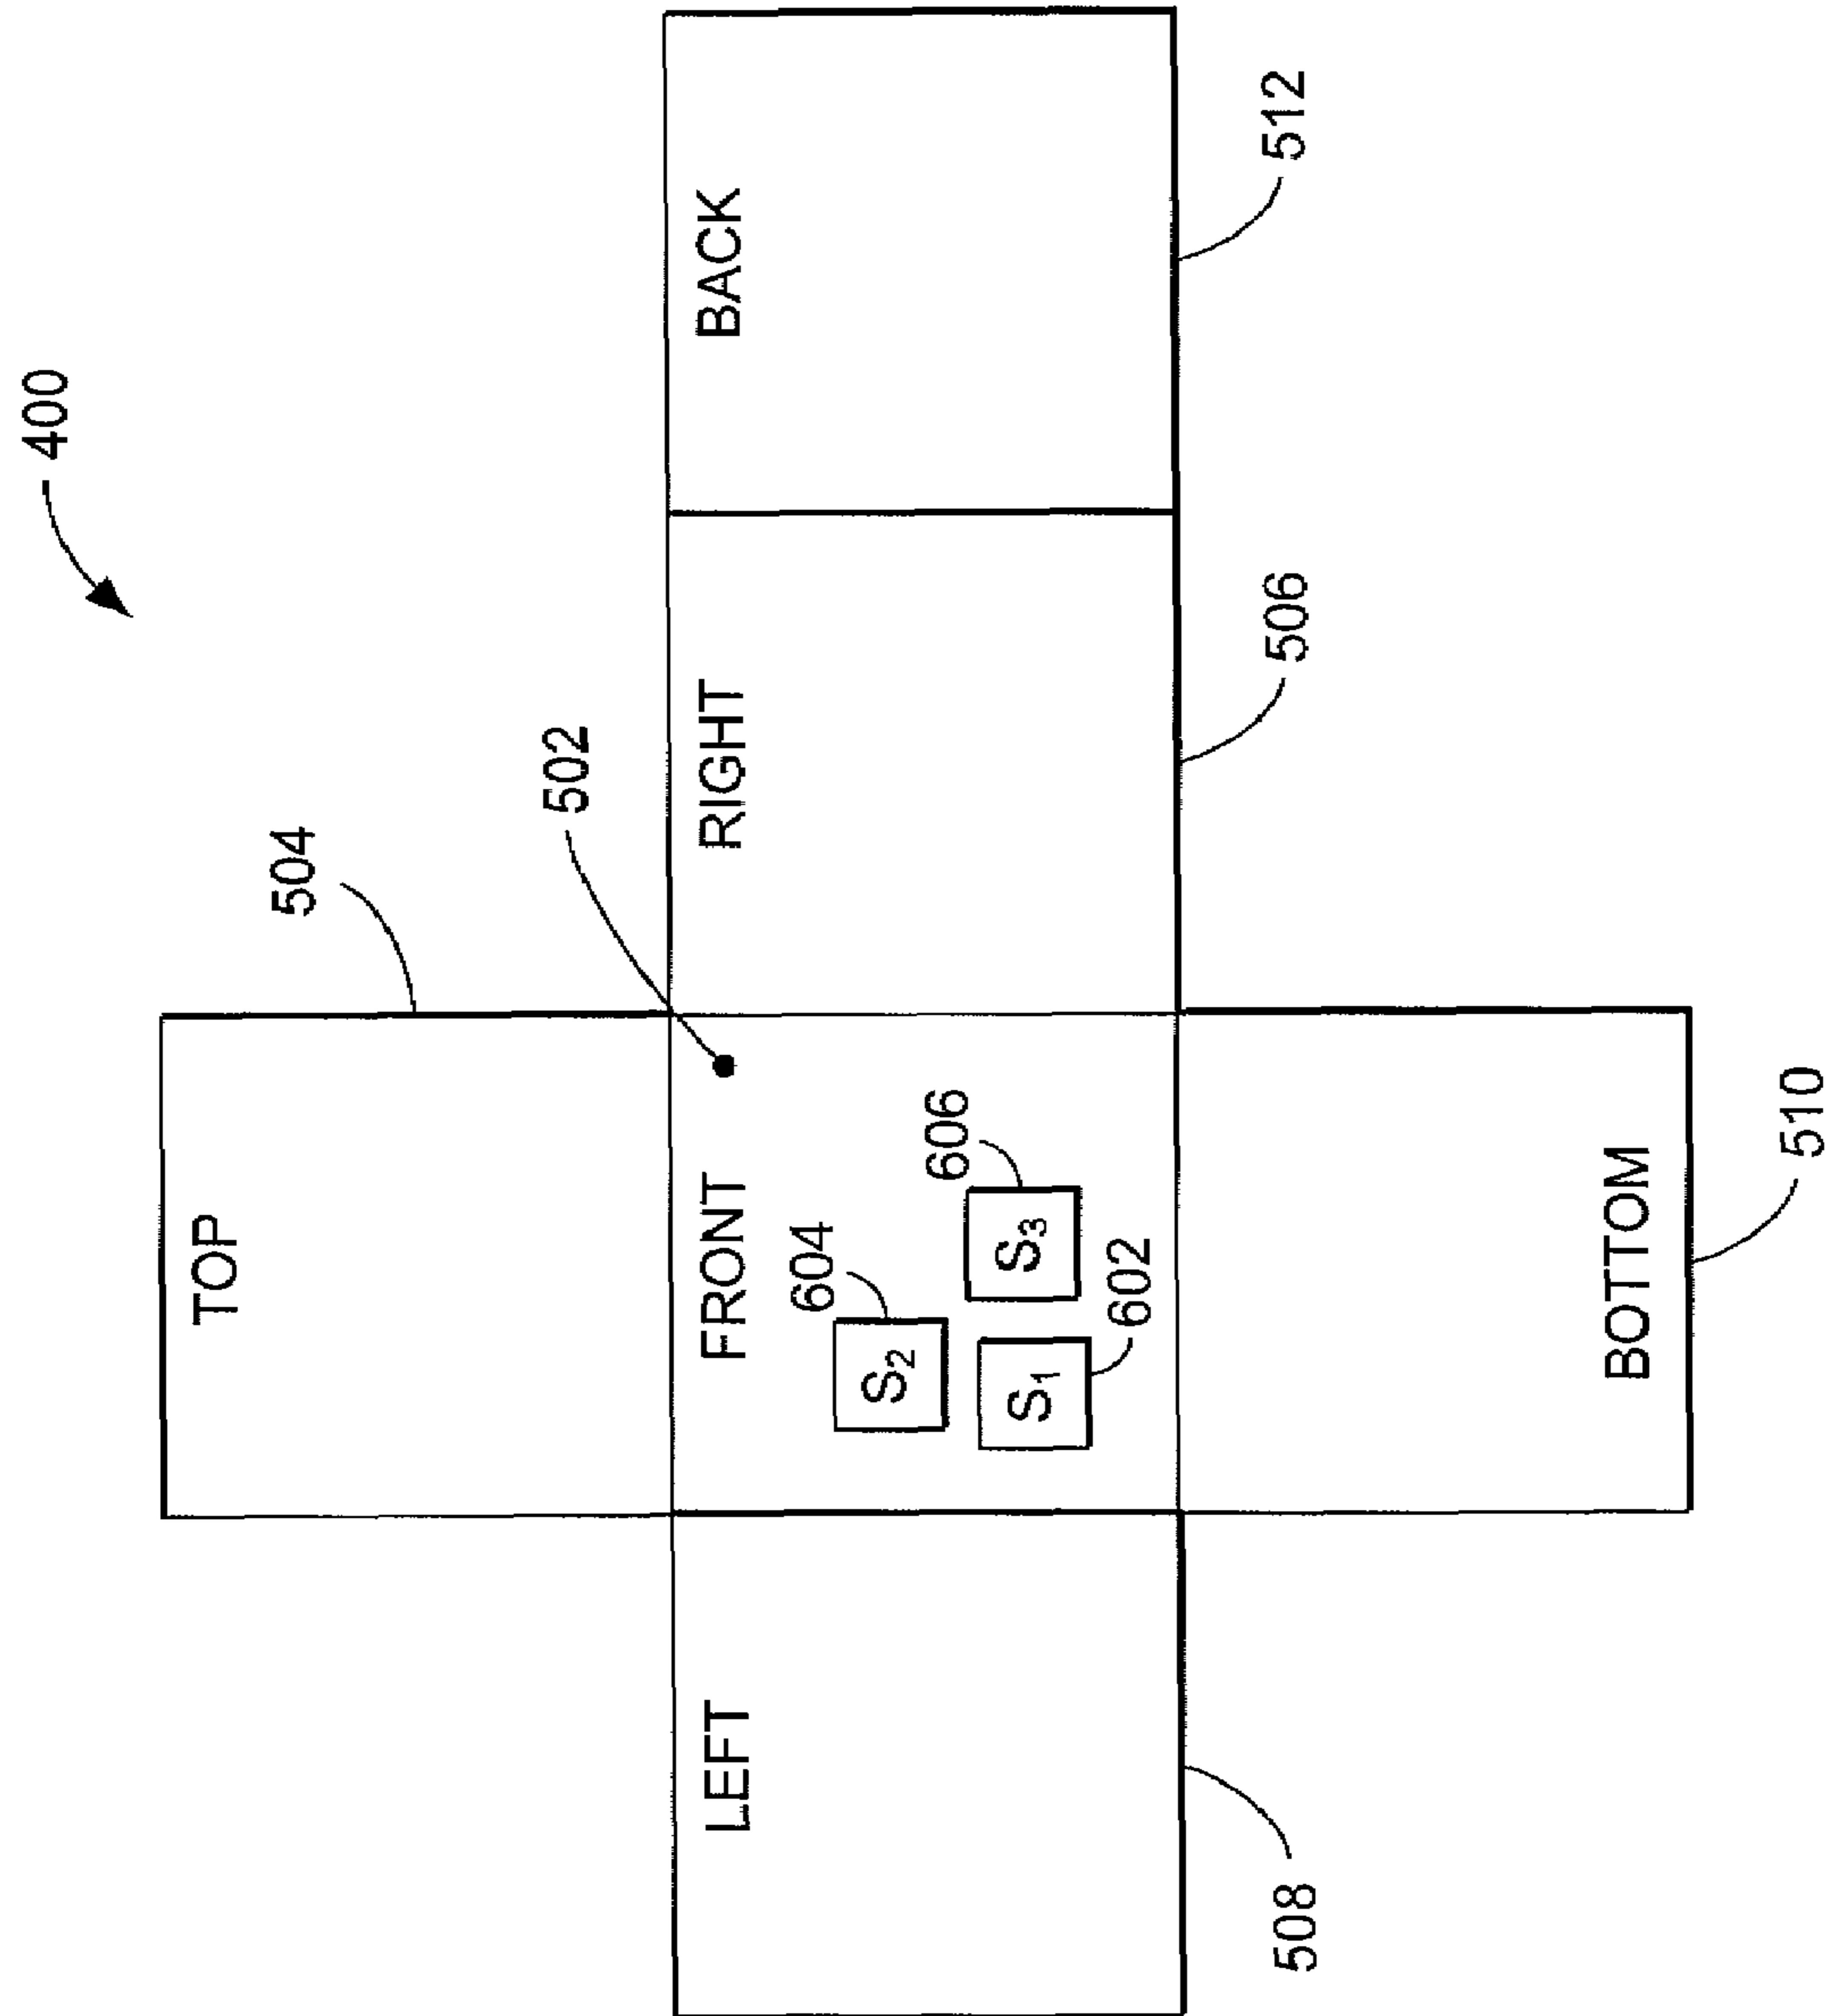 400
504
TOP
502
LEFT
FRONT
RIGHT
BACK
604
S2
606
S1
S3
602
508
506
512
BOTTOM
510